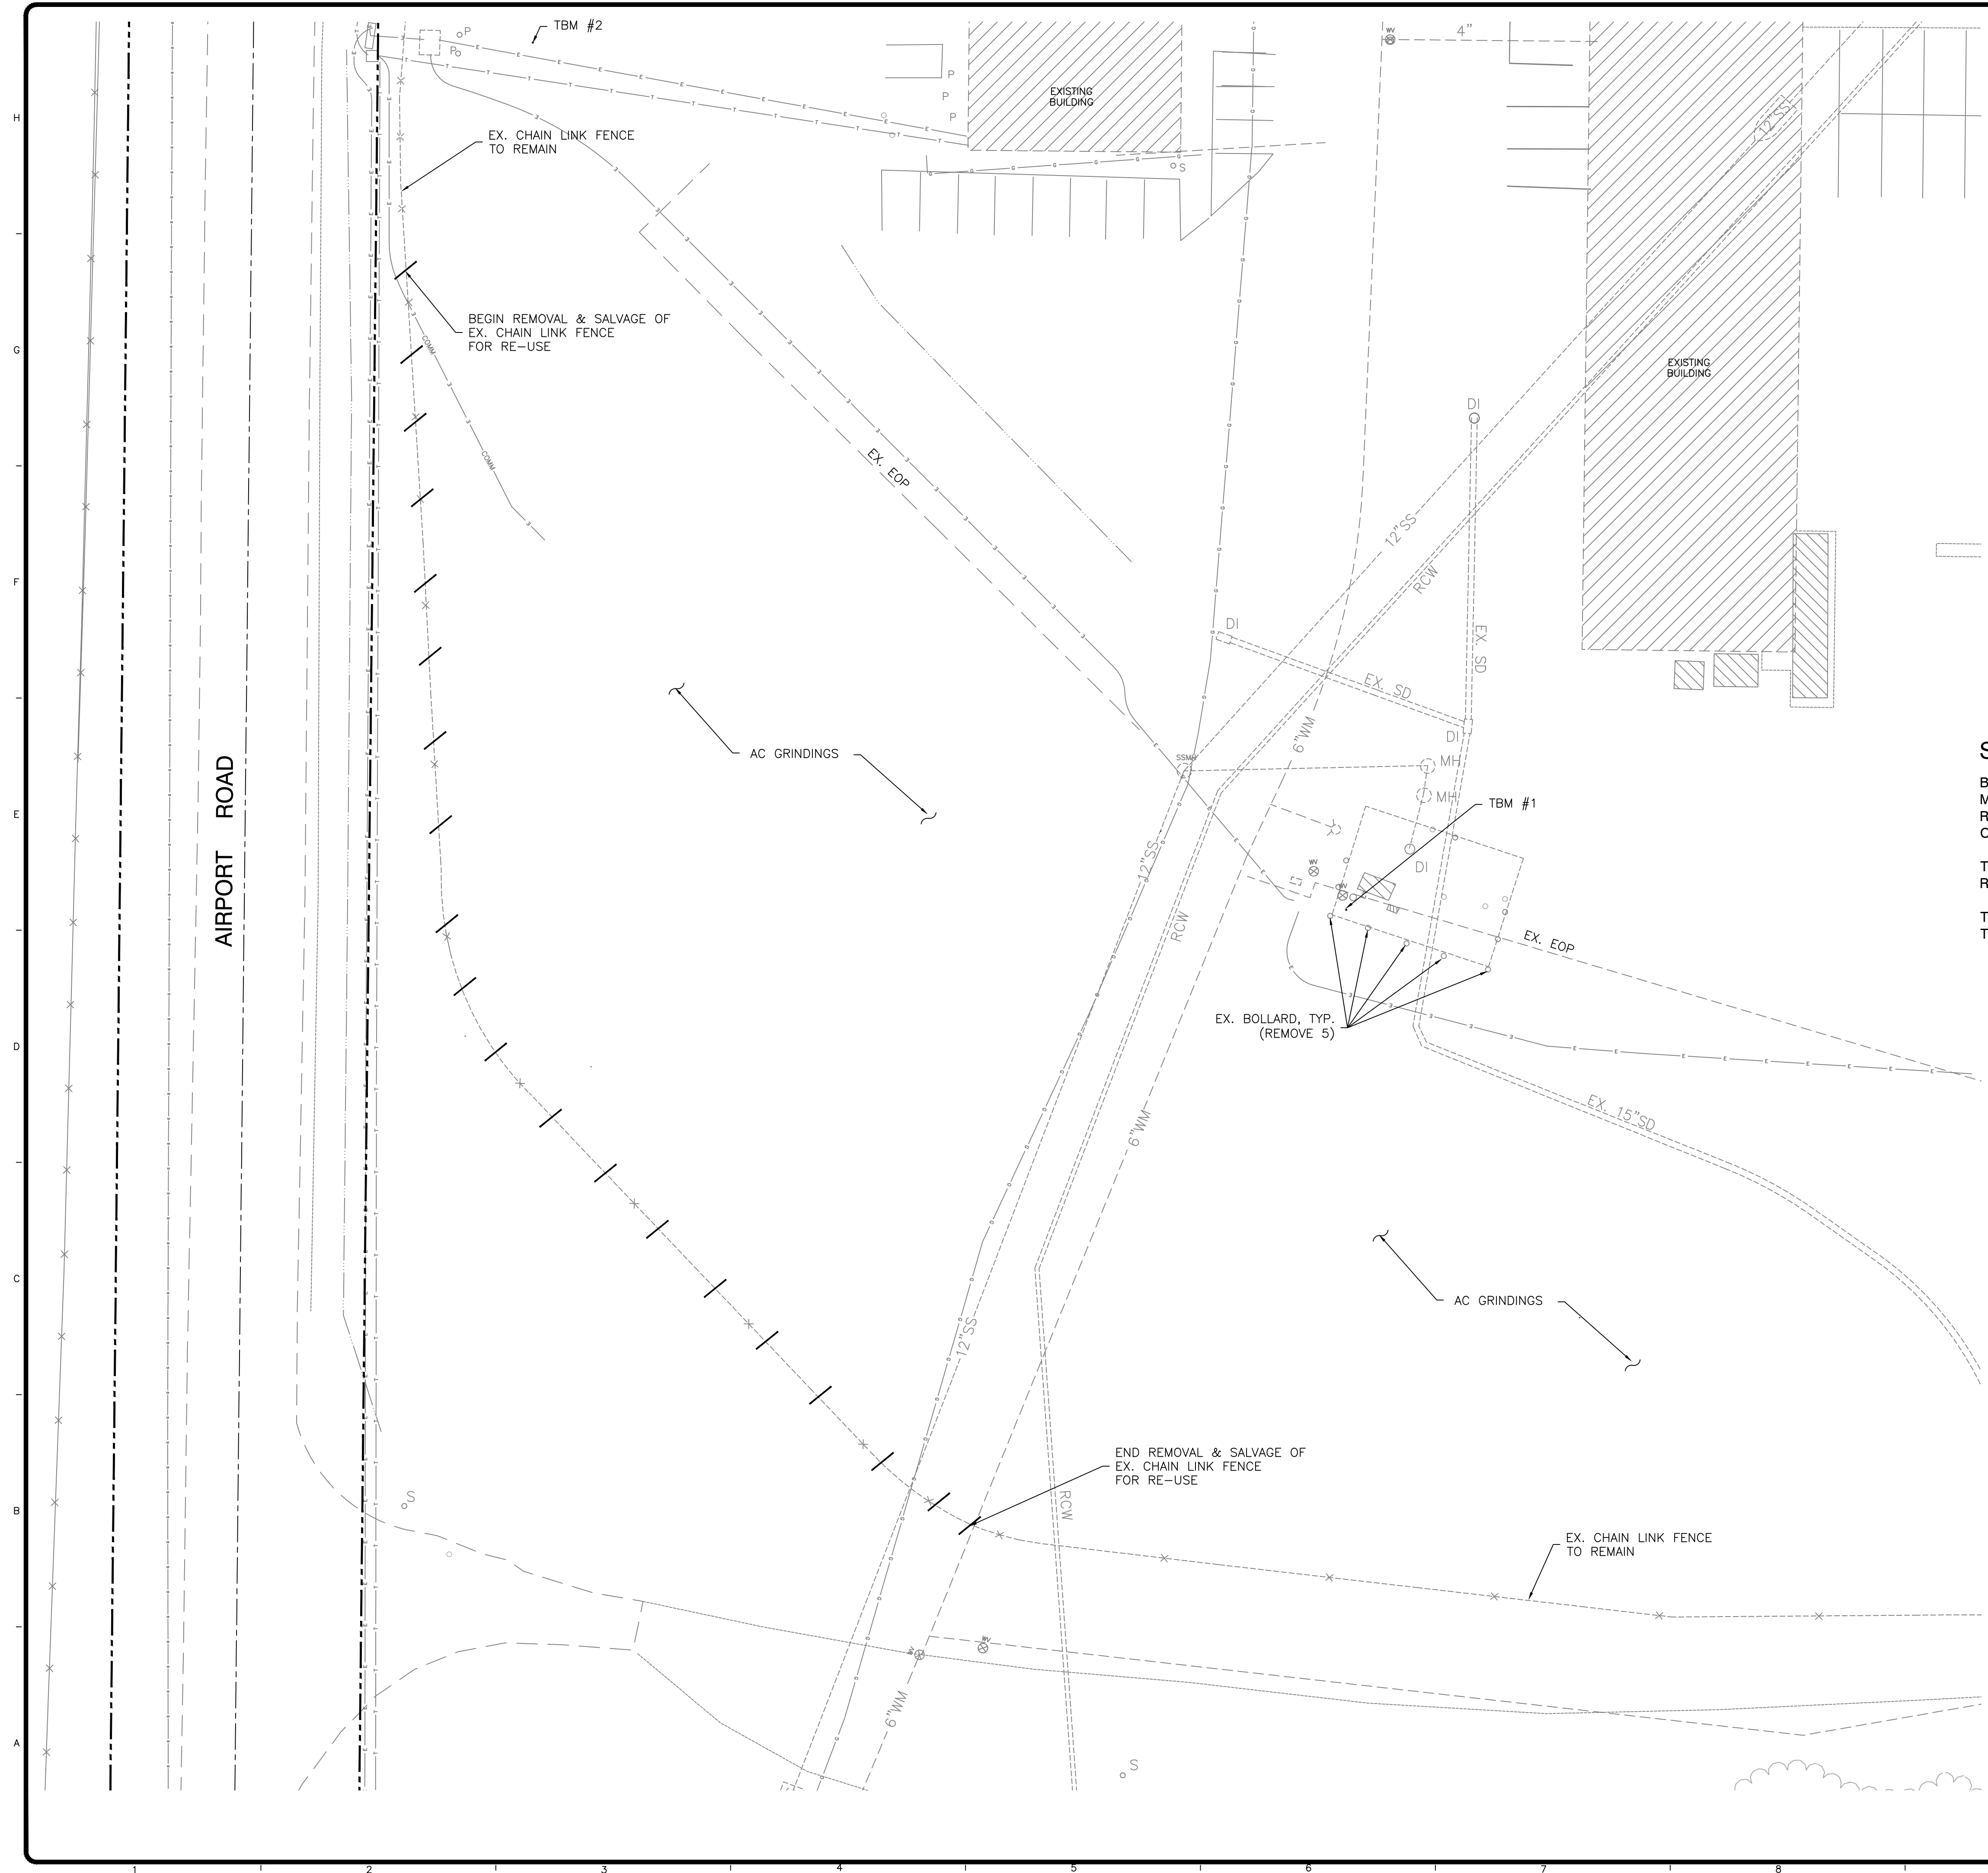 TBM #2
P
P
4"
WV
EXISTING
BUILDING
P
P
P
12"SS
H
EX. CHAIN LINK FENCE
TO REMAIN
S
BEGIN REMOVAL & SALVAGE OF
EX. CHAIN LINK FENCE
FOR RE-USE
G
COMM
EXISTING
BUILDING
DI
COMM
EX. EOP
12"SS
RCW
F
DI
EX. SD
EX. SD
6"WM
DI
AC GRINDINGS
SSMH
MH
MH
TBM #1
AIRPORT ROAD
E
12"SS
DI
WV
WV
RCW
EX. EOP
EX. BOLLARD, TYP.
(REMOVE 5)
D
6"WM
EX. 15"SD
C
AC GRINDINGS
12"SS
END REMOVAL & SALVAGE OF
EX. CHAIN LINK FENCE
FOR RE-USE
S
B
RCW
EX. CHAIN LINK FENCE
TO REMAIN
WV
WV
6"WM
A
S
1 2 3 4 5 6 7 8